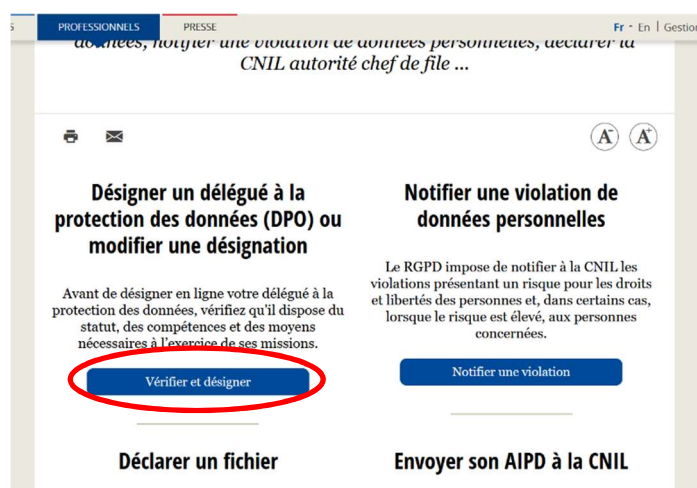 S PROFESSIONNELS PRESSE Fr - En | Gestion
données, notifier une violation de données personnelles, déclarer la
CNIL autorité chef de file ...
A- A+
Désigner un délégué à la
protection des données (DPO) ou
modifier une désignation
Avant de désigner en ligne votre délégué à la
protection des données, vérifiez qu'il dispose du
statut, des compétences et des moyens
nécessaires à l'exercice de ses missions.
Vérifier et désigner
Notifier une violation de
données personnelles
Le RGPD impose de notifier à la CNIL les
violations présentant un risque pour les droits
et libertés des personnes et, dans certains cas,
lorsque le risque est élevé, aux personnes
concernées.
Notifier une violation
Déclarer un fichier
Envoyer son AIPD à la CNIL